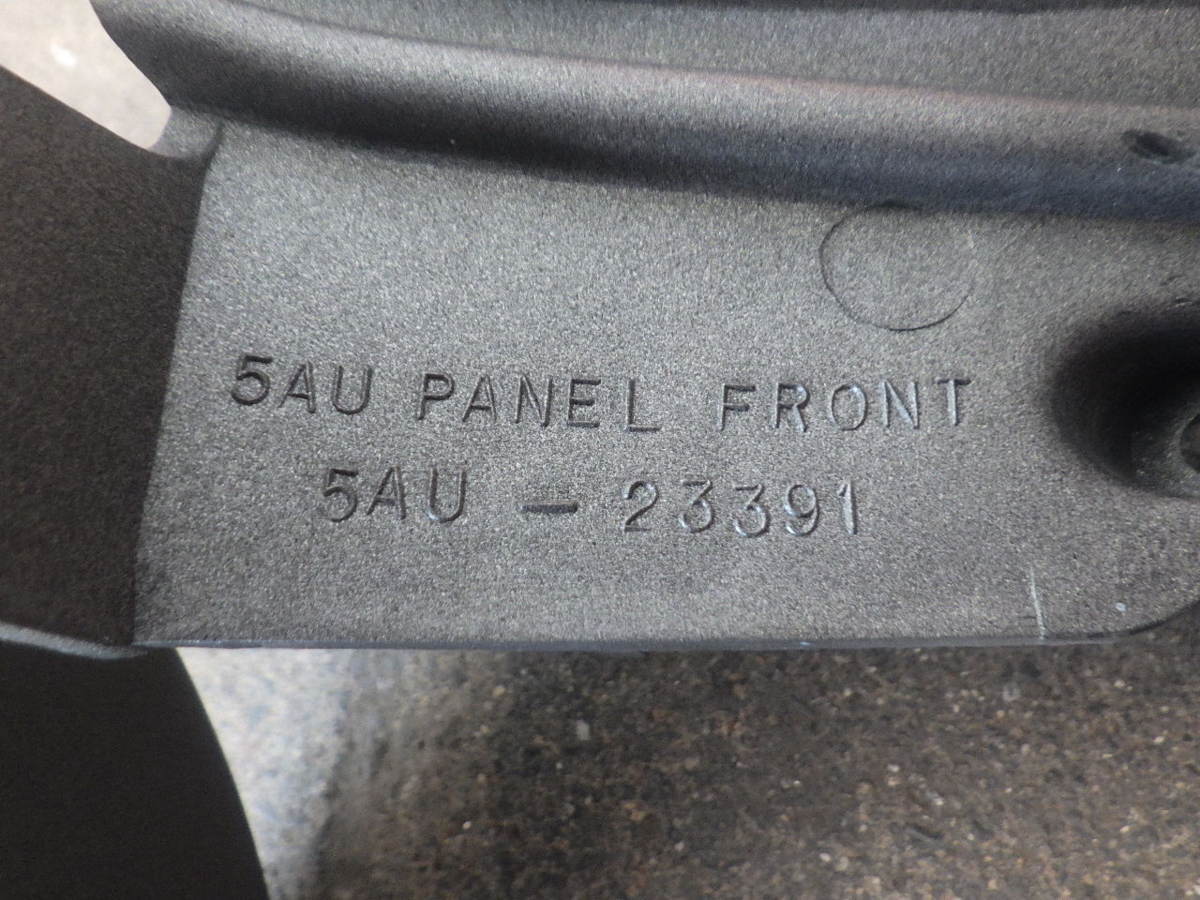 5AU PANEL FRONT
5AU - 23391